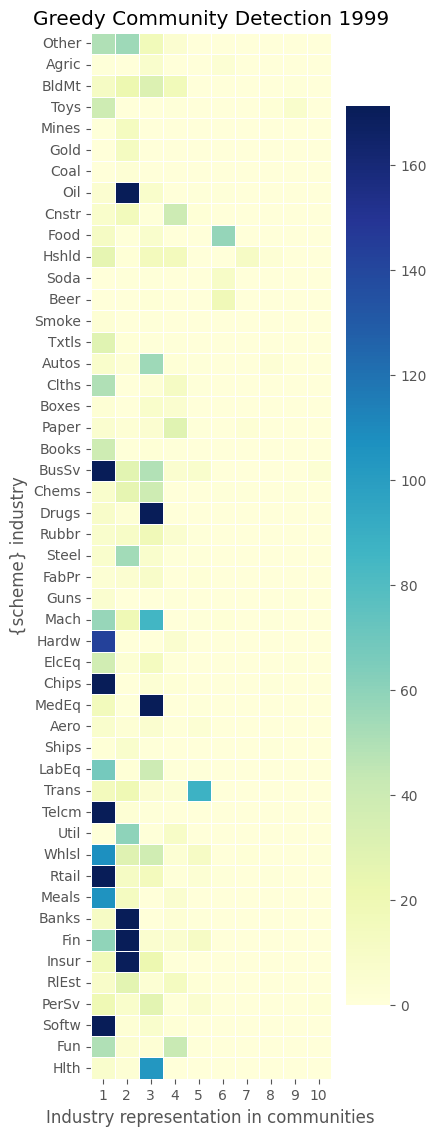 Greedy Community Detection 1999
Other
Agric
BldMt
Toys
Mines
Gold
Coal
Oil
Cnstr
Food
Hshld
Soda
Beer
Smoke
Txtls
Autos
Clths
Boxes
Paper
Books
BusSv
Chems
Drugs
Rubbr
Steel
FabPr
Guns
Mach
Hardw
ElcEq
Chips
MedEq
Aero
Ships
LabEq
Trans
Telcm
Util
Whlsl
Rtail
Meals
Banks
Fin
Insur
RlEst
PerSv
Softw
Fun
Hlth
{scheme} industry
1 2 3 4 5 6 7 8 9 10
Industry representation in communities
160
140
120
100
80
60
40
20
0